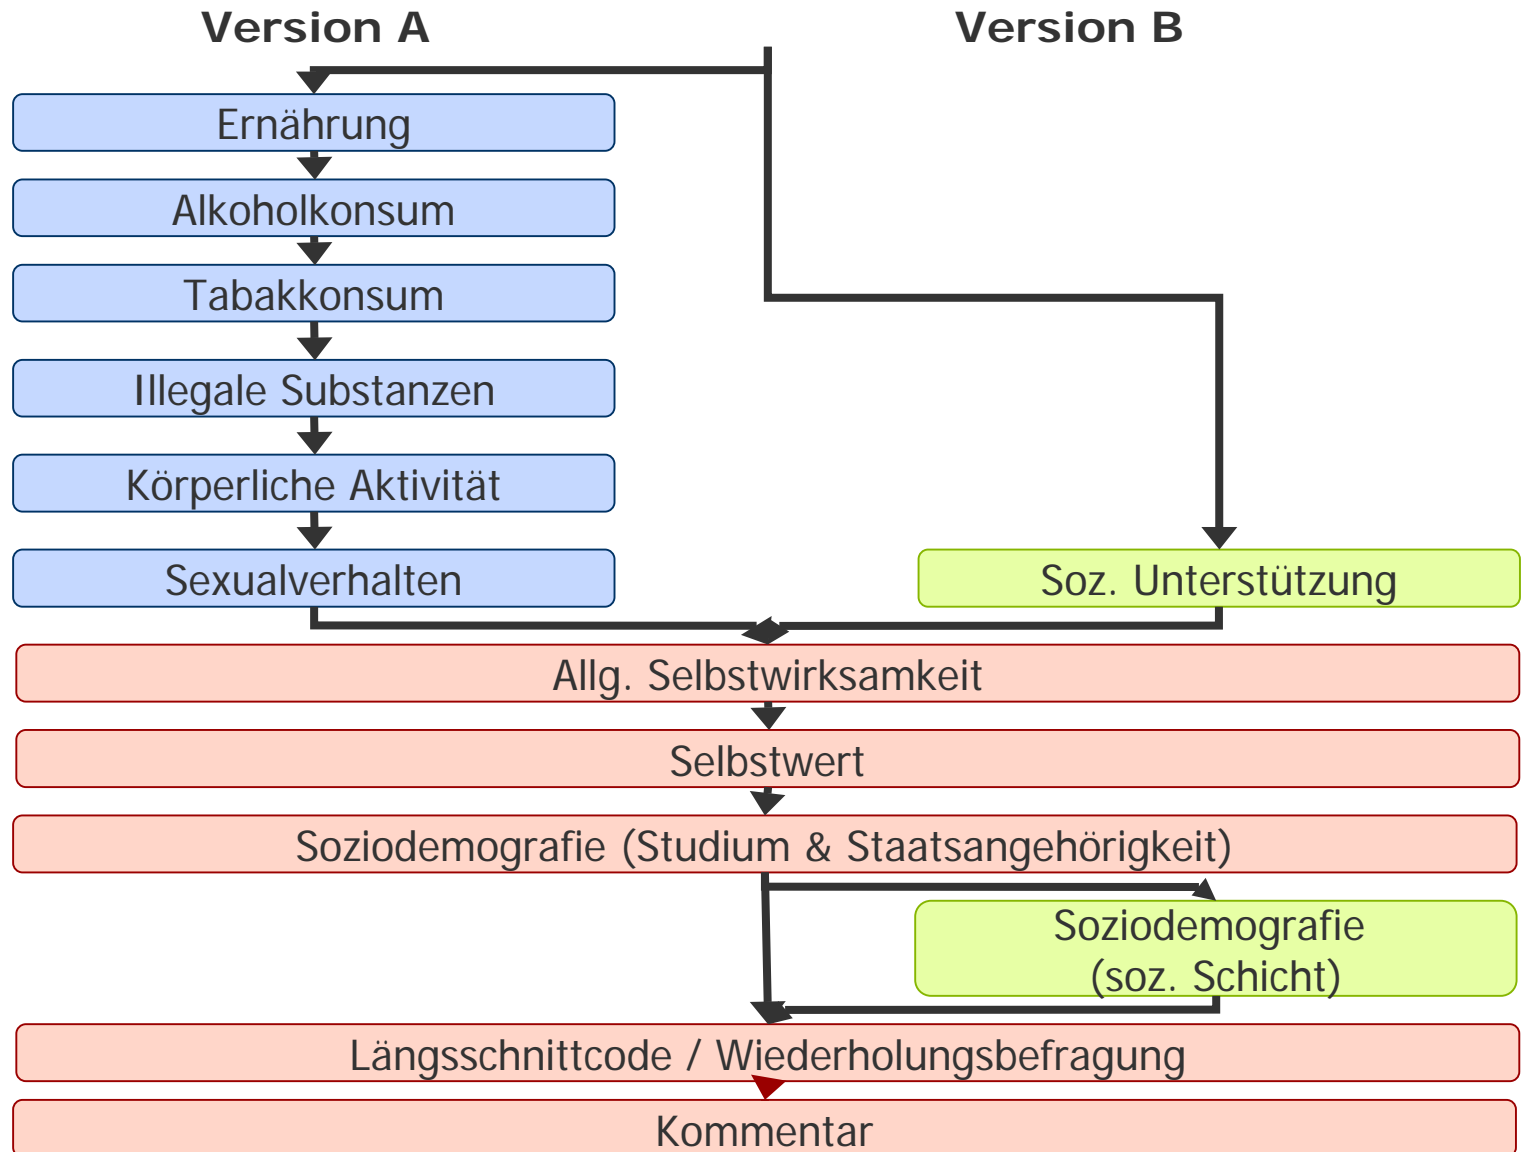 Version A
Version B
Ernährung
Alkoholkonsum
Tabakkonsum
Illegale Substanzen
Körperliche Aktivität
Sexualverhalten
Soz. Unterstützung
Allg. Selbstwirksamkeit
Selbstwert
Soziodemografie (Studium & Staatsangehörigkeit)
Soziodemografie
(soz. Schicht)
Längsschnittcode / Wiederholungsbefragung
Kommentar